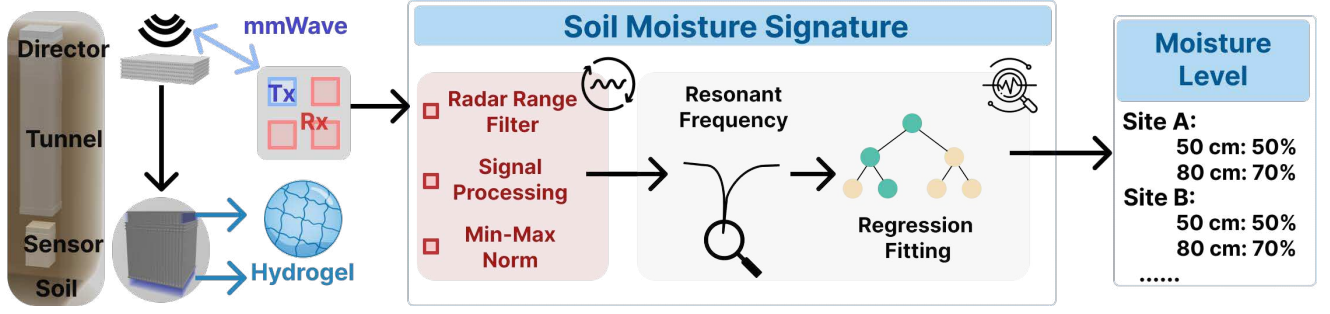 Director
Tunnel
Sensor
Soil
mmWave
Tx
Rx
Hydrogel
Soil Moisture Signature
Radar Range
Filter
Signal
Processing
Min-Max
Norm
Resonant
Frequency
Regression
Fitting
Moisture
Level
Site A:
50 cm: 50%
80 cm: 70%
Site B:
50 cm: 50%
80 cm: 70%
......